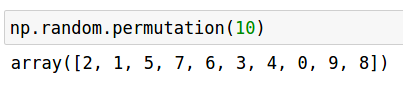 np.random.permutation(10)
array([2, 1, 5, 7, 6, 3, 4, 0, 9, 8])